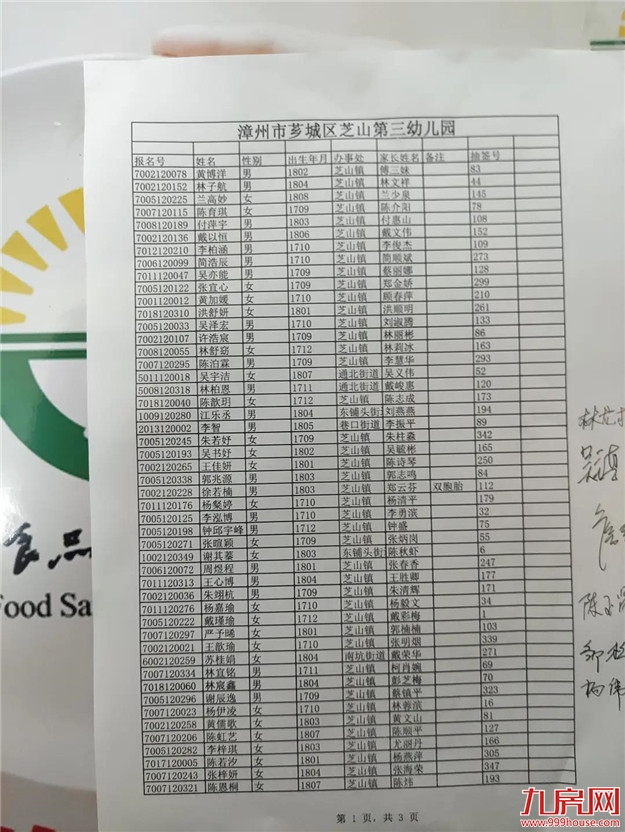 漳州市芗城区芝山第三幼儿园
报名号 姓名 性别 出生年月 办事处 家长姓名 备注 抽签号
7002120078 黄博洋 男 1802 芝山镇 傅三妹 83
7002120152 林子航 男 1804 芝山镇 林文祥 44
7005120225 兰高妙 女 1808 芝山镇 兰少泉 145
7007120115 陈育琪 女 1709 芝山镇 陈介阳 78
7008120189 付萍宇 男 1803 芝山镇 付惠山 108
7002120136 戴以恒 男 1806 芝山镇 戴文伟 152
7012120210 李柏涵 男 1710 芝山镇 李俊杰 109
7006120099 简浩辰 男 1710 芝山镇 简顺斌 273
7011120047 吴亦能 男 1709 芝山镇 蔡丽娜 128
7005120122 张宜心 女 1709 芝山镇 郑金娇 299
7001120012 黄加媛 女 1710 芝山镇 顾春萍 210
7018120310 洪舒妍 女 1801 芝山镇 洪顺明 261
7005120033 吴泽宏 男 1710 芝山镇 刘淑腾 133
7002120107 许浩宸 男 1709 芝山镇 林丽彬 86
7008120055 林舒窈 女 1712 芝山镇 林莉冰 163
7007120295 陈泊霖 男 1709 芝山镇 李慧华 293
5011120018 吴宇洁 女 1807 通北街道 吴文伟 52
5008120318 林柏恩 男 1711 通北街道 戴峻惠 120
7018120040 陈歆玥 女 1712 芝山镇 陈志成 173
1009120280 江乐丞 男 1804 东铺头街 刘燕燕 194
2013120002 李智 男 1805 巷口街道 李振平 89
7005120245 朱若妤 女 1709 芝山镇 朱柱淼 342
7005120193 吴书妤 女 1802 芝山镇 吴毓彬 165
7002120265 王佳妍 女 1801 芝山镇 陈诗琴 250
7005120338 郭兆源 男 1803 芝山镇 郭志鸣 84
7002120228 徐若楠 男 1803 芝山镇 郑云芬 双胞胎 112
7011120176 杨楘婷 女 1710 芝山镇 杨清平 179
7005120125 李泓博 男 1710 芝山镇 李勇滨 32
7005120198 钟邱宇峰 男 1712 芝山镇 钟盛 75
7005120271 张暄颖 女 1709 芝山镇 张炳岗 55
1002120349 谢其蓁 女 1803 东铺头街 陈秋虾 6
7006120072 周煜程 男 1801 芝山镇 张春香 247
7011120313 王心博 男 1804 芝山镇 王胜卿 177
7002120036 朱翊杭 男 1709 芝山镇 朱清辉 171
7011120276 杨嘉瑜 女 1710 芝山镇 杨毅文 34
7005120222 戴瑾瑜 女 1712 芝山镇 戴彩梅 1
7007120297 严予晞 女 1801 芝山镇 郭楠楠 103
7002120021 王歆瑜 女 1710 芝山镇 张明烟 339
6002120259 苏桂娟 女 1804 南坑街道 戴荣华 271
7007120334 林宜铭 男 1711 芝山镇 柯肖婉 69
7018120060 林宸鑫 男 1804 芝山镇 彭芝梅 70
7005120296 谢辰逸 男 1709 芝山镇 蔡镇平 323
7007120023 杨伊凌 女 1710 芝山镇 林蓉滨 16
7002120258 黄儒歌 女 1803 芝山镇 黄文山 81
7007120206 陈虹艺 女 1807 芝山镇 陈顺平 127
7005120282 李梓琪 女 1803 芝山镇 尤丽丹 166
7017120005 陈若汐 女 1801 芝山镇 杨燕萍 305
7007120243 张梓妍 女 1804 芝山镇 张海荣 347
7007120321 陈恩桐 女 1807 芝山镇 陈炜 193
第 1 页, 共 3 页
食品
Food Sa
九房网
www.999house.com